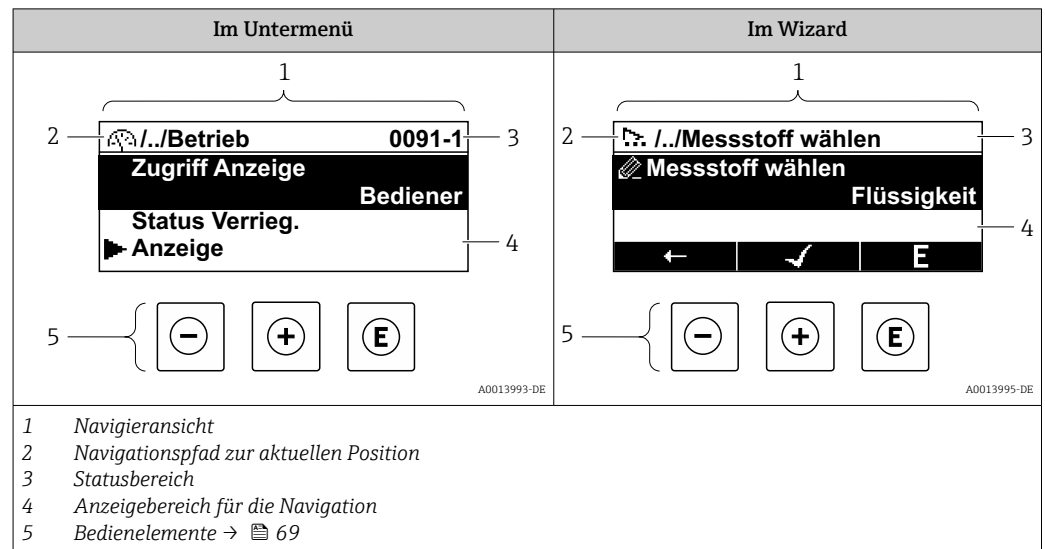 Im Untermenü
Im Wizard
1
2
/../Betrieb 0091-1
3
Zugriff Anzeige
Bediener
Status Verrieg.
Anzeige
4
5
- + E
A0013993-DE
1
2
/../Messstoff wählen
3
Messstoff wählen
Flüssigkeit
4
← ✓ E
5
- + E
A0013995-DE
1 Navigieransicht
2 Navigationspfad zur aktuellen Position
3 Statusbereich
4 Anzeigebereich für die Navigation
5 Bedienelemente → 69